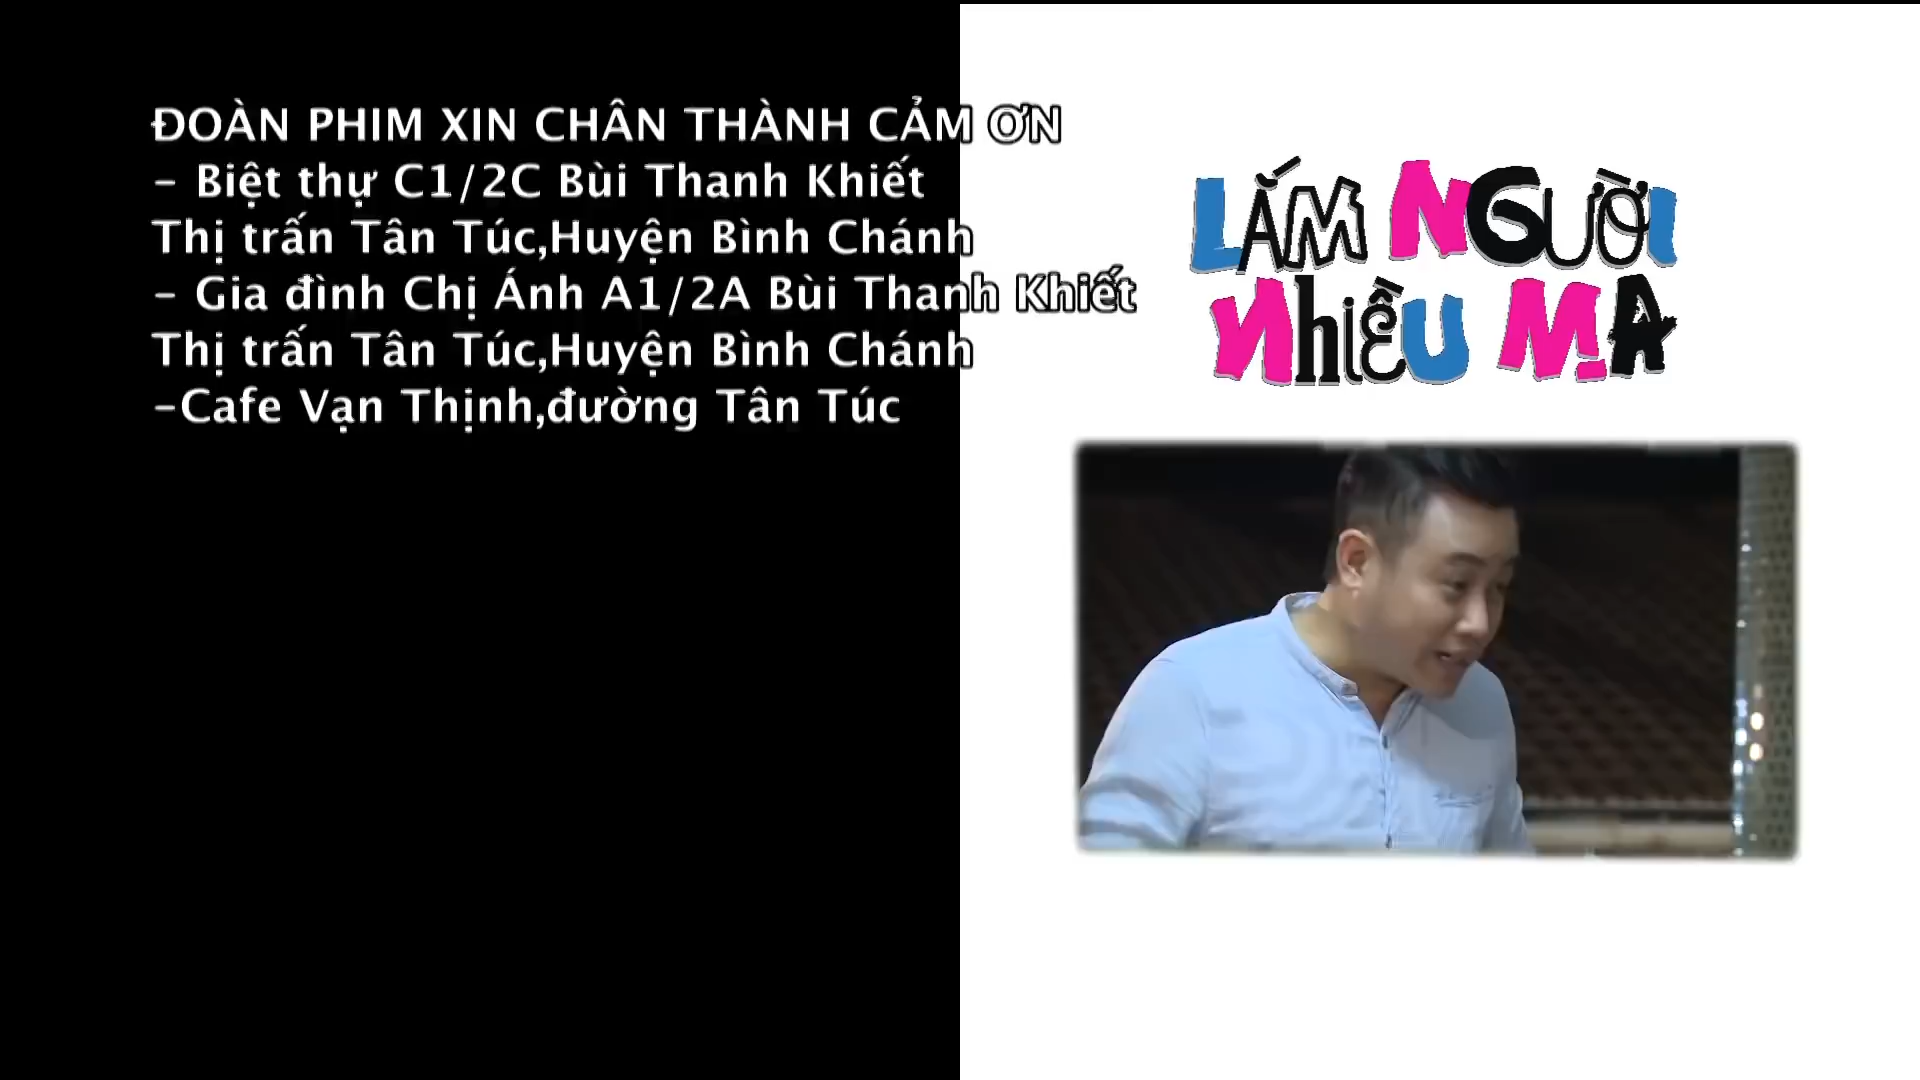 ĐOÀN PHIM XIN CHÂN THÀNH CẢM ƠN
- Biệt thự C1/2C Bùi Thanh Khiết
Thị trấn Tân Túc,Huyện Bình Chánh
- Gia đình Chị Ánh A1/2A Bùi Thanh Khiết
Thị trấn Tân Túc,Huyện Bình Chánh
-Cafe Vạn Thịnh,đường Tân Túc
LẮM NGƯỜI
NHIỀU MA